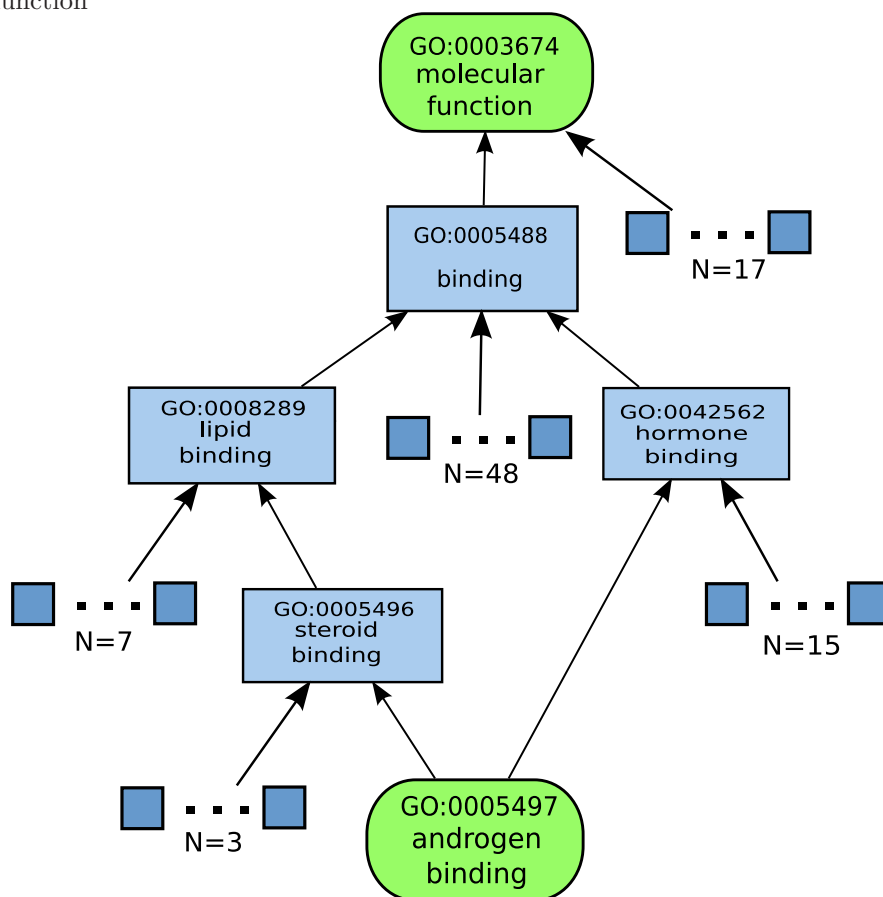 GO:0003674
molecular
function
GO:0005488
binding
N=17
GO:0008289
lipid
binding
N=48
GO:0042562
hormone
binding
N=7
GO:0005496
steroid
binding
N=15
N=3
GO:0005497
androgen
binding